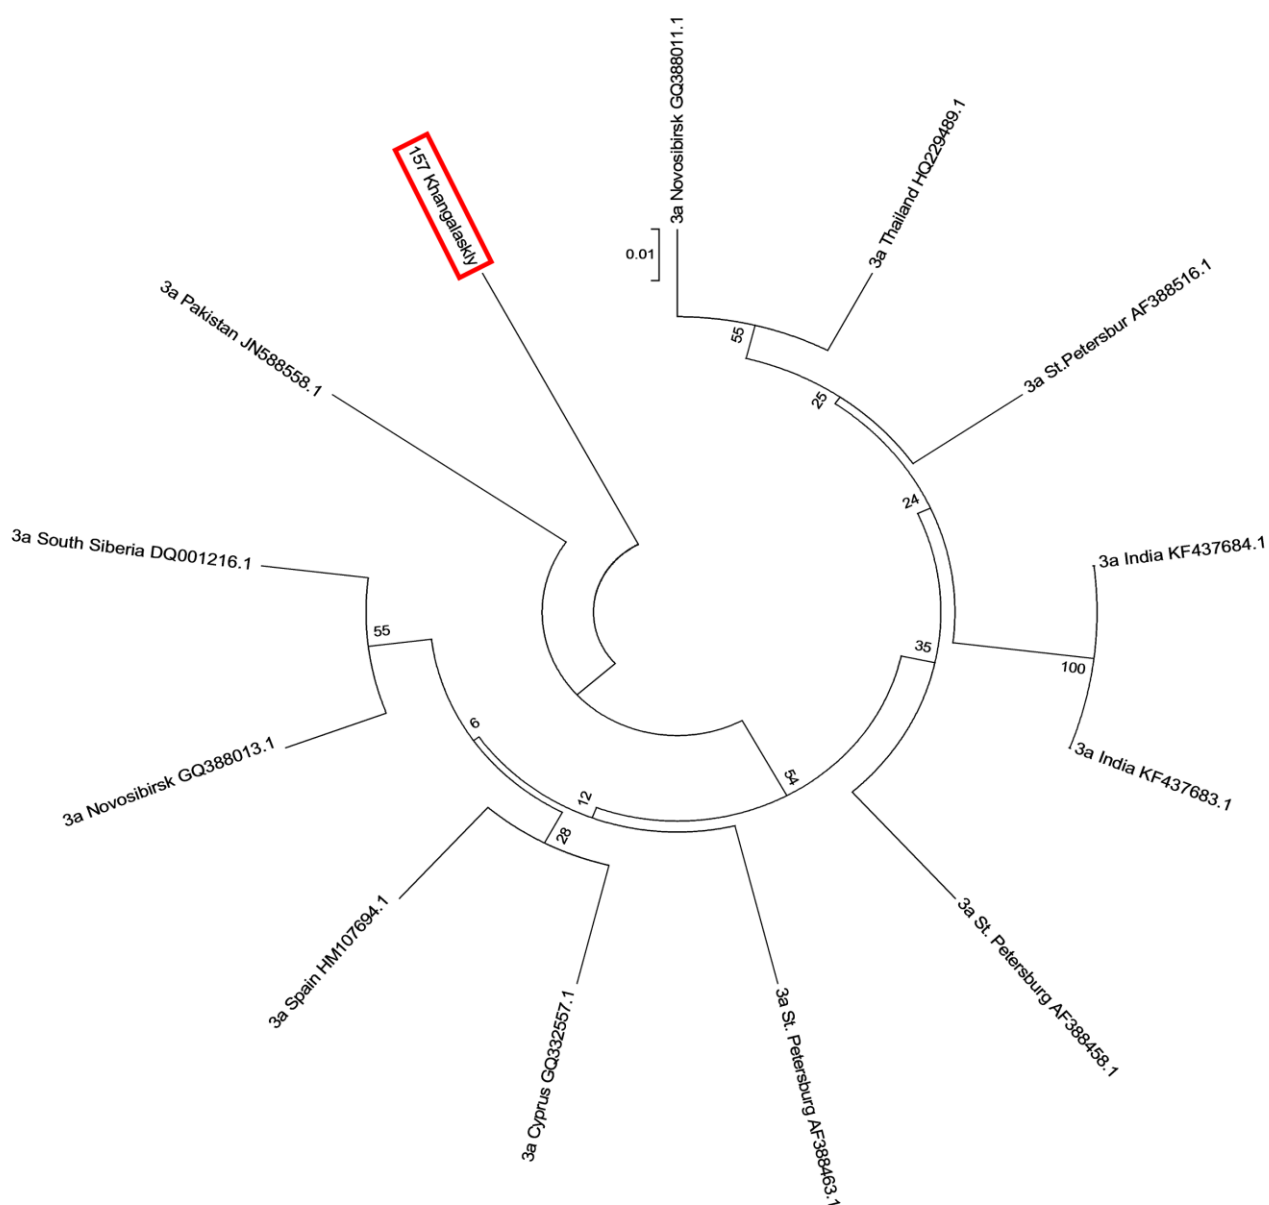 3a Novosibirsk GQ388011.1
3a Thailand HQ229489.1
3a St.Petersbur AF388516.1
3a India KF437684.1
3a India KF437683.1
3a St. Petersburg AF388458.1
3a St. Petersburg AF388463.1
3a Cyprus GQ332557.1
3a Spain HM107694.1
3a Novosibirsk GQ388013.1
3a South Siberia DQ001216.1
3a Pakistan JN588558.1
157 Khangalaskly
0.01
55
25
24
100
35
54
12
28
6
55